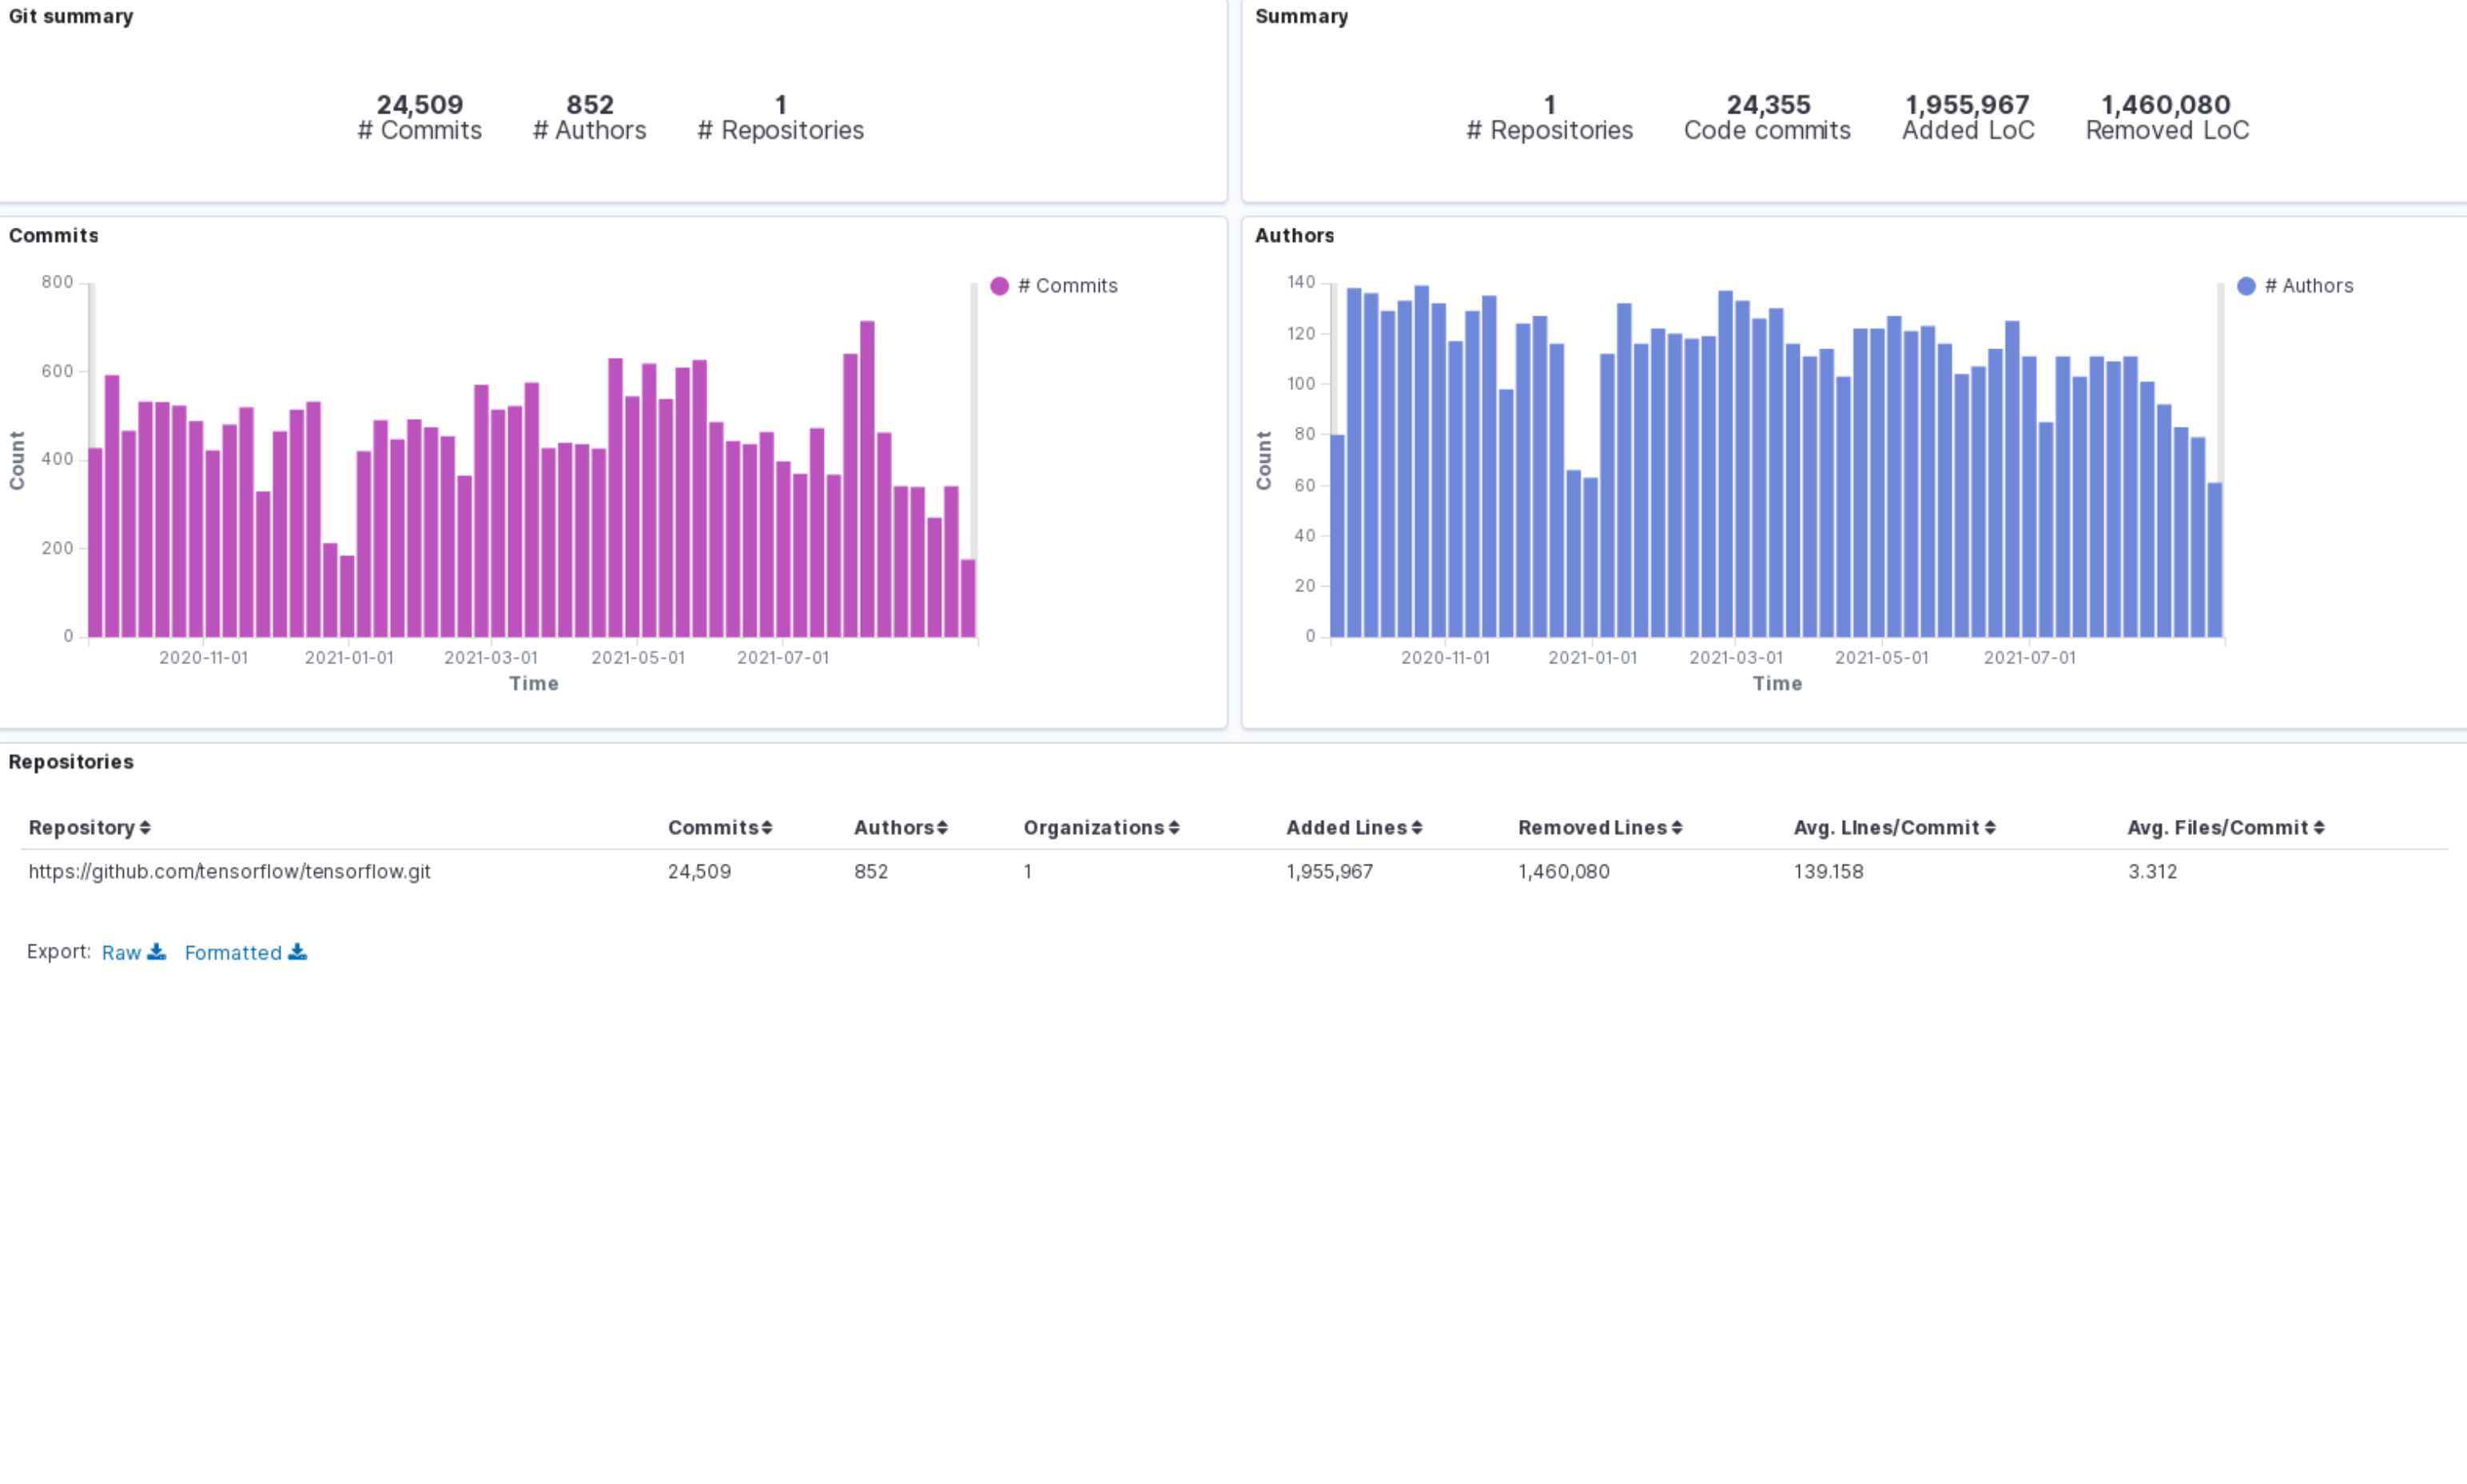 Git summary
24,509 852 1
# Commits # Authors # Repositories
Summary
1 24,355 1,955,967 1,460,080
# Repositories Code commits Added LoC Removed LoC
Commits
800
600
400
200
0
Count
2020-11-01 2021-01-01 2021-03-01 2021-05-01 2021-07-01
Time
# Commits
Authors
140
120
100
80
60
40
20
0
Count
2020-11-01 2021-01-01 2021-03-01 2021-05-01 2021-07-01
Time
# Authors
Repositories
Repository Commits Authors Organizations Added Lines Removed Lines Avg. LInes/Commit Avg. Files/Commit
https://github.com/tensorflow/tensorflow.git 24,509 852 1 1,955,967 1,460,080 139.158 3.312
Export: Raw Formatted